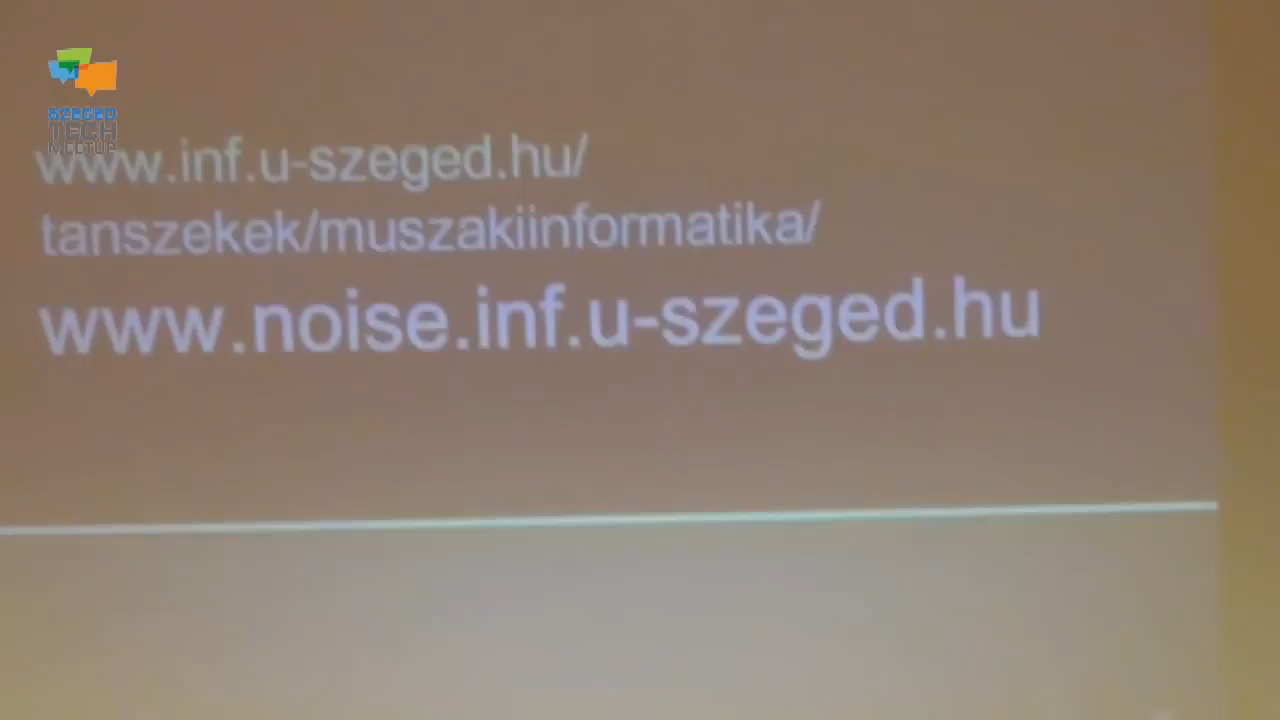 SZEGED
TECH
MEETUP
www.inf.u-szeged.hu/
tanszekek/muszakiinformatika/
www.noise.inf.u-szeged.hu